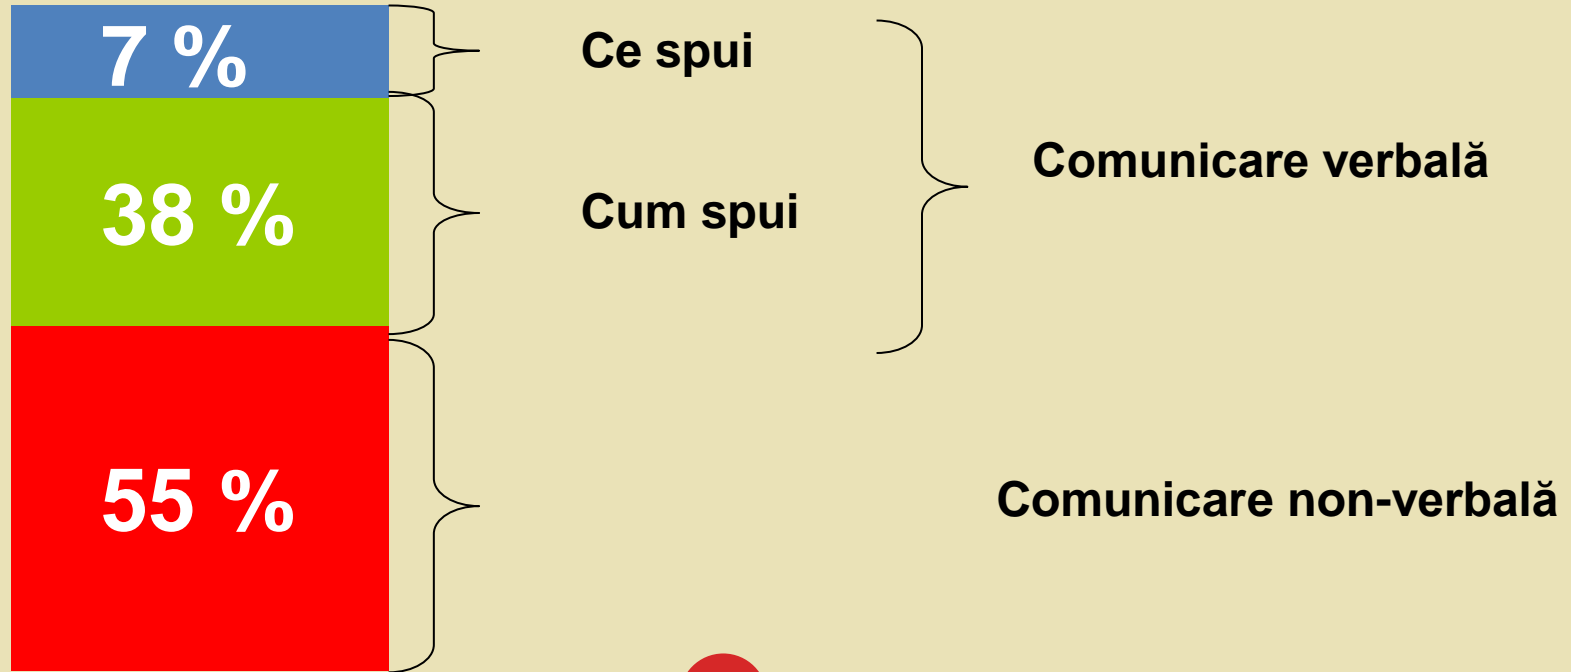 7 %
Ce spui
Comunicare verbală
38 %
Cum spui
55 %
Comunicare non-verbală